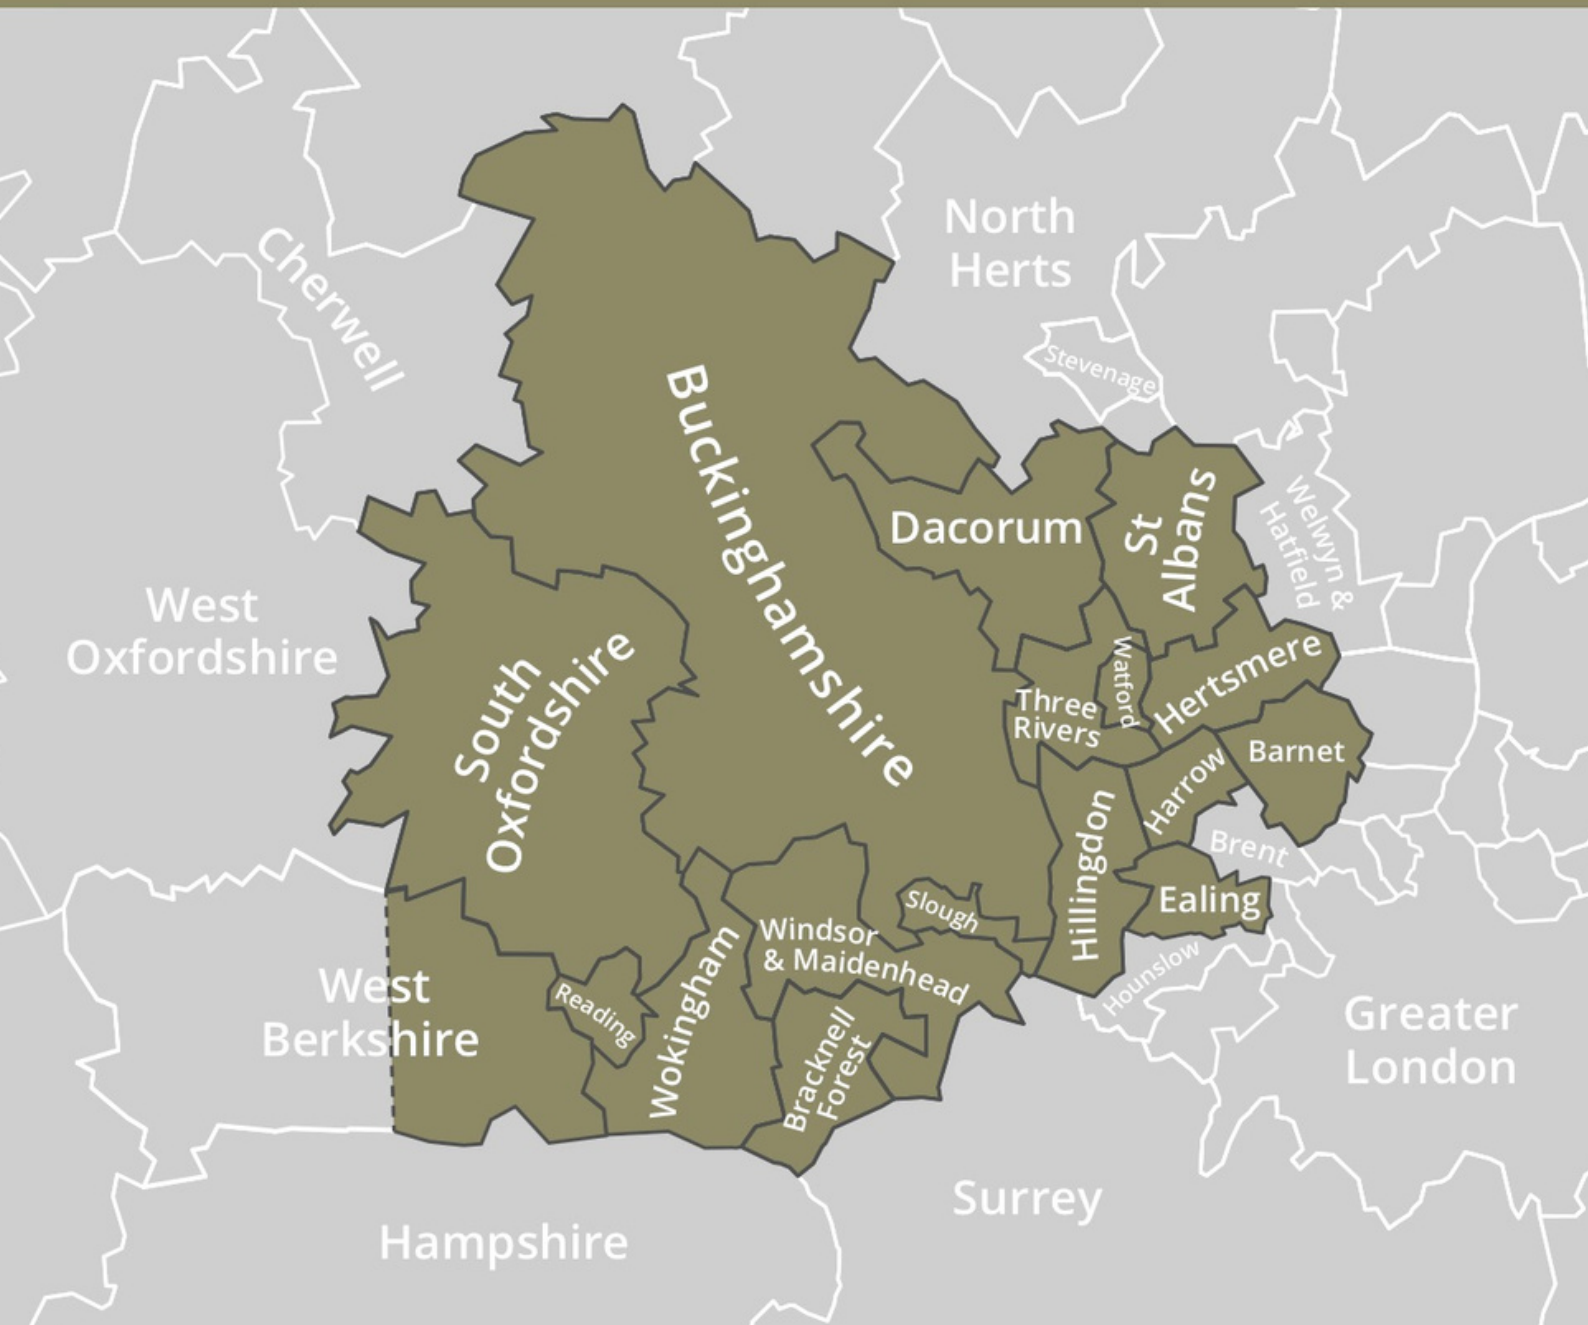 North
Herts
Cherwell
Stevenage
Buckinghamshire
Dacorum
St
Albans
Welwyn &
Hatfield
West
Oxfordshire
South
Oxfordshire
Watford
Hertsmere
Three
Rivers
Barnet
Harrow
Hillingdon
Brent
Ealing
Slough
Windsor
& Maidenhead
Hounslow
West
Berkshire
Reading
Wokingham
Bracknell
Forest
Greater
London
Surrey
Hampshire